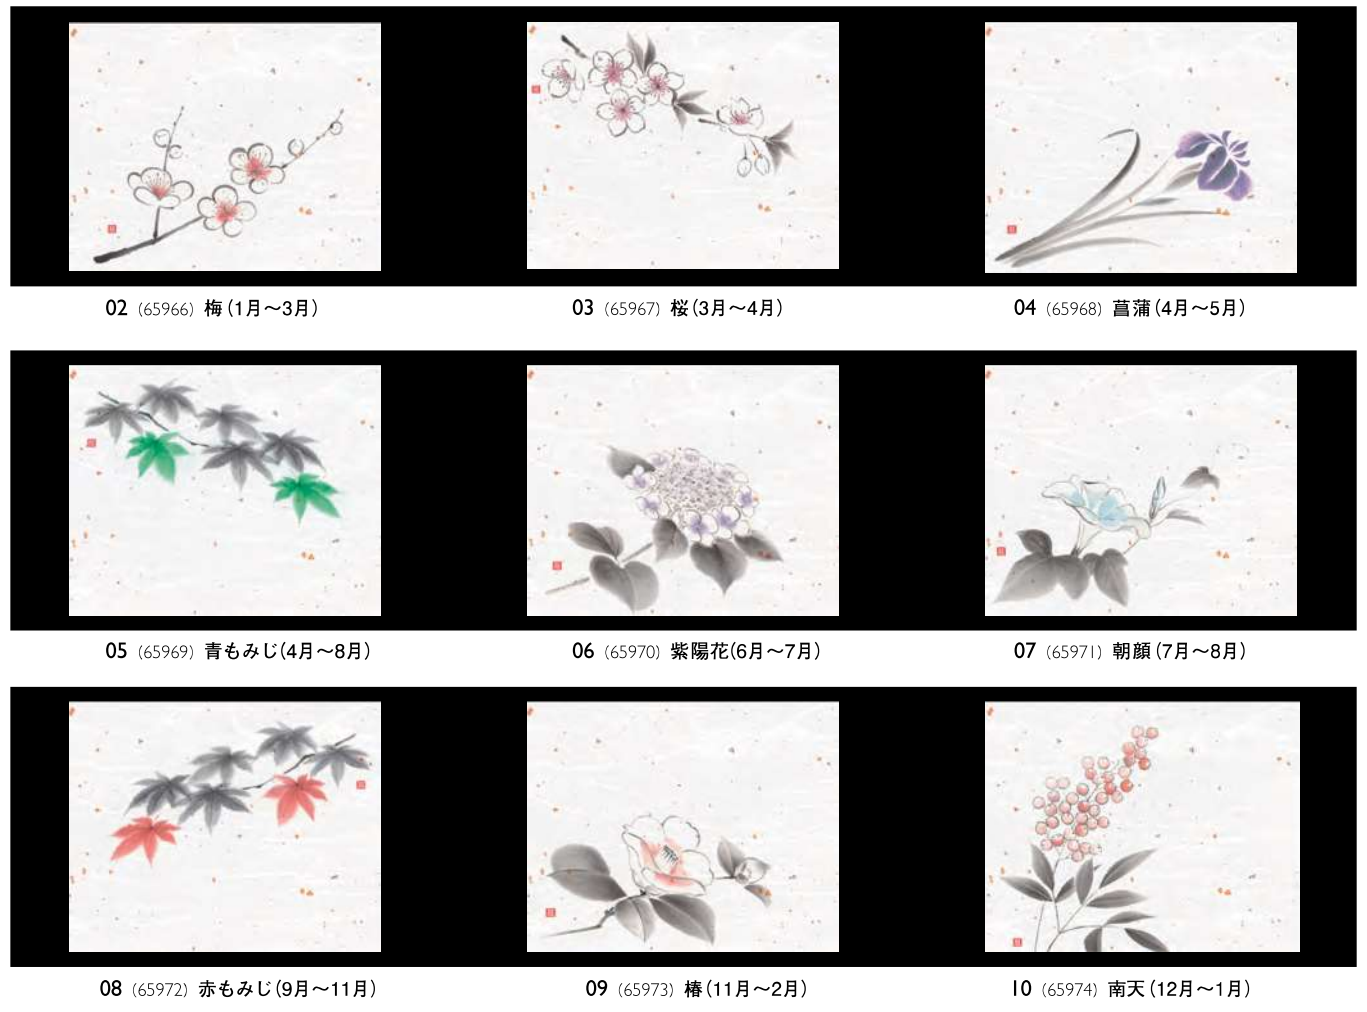 02 (65966) 梅(1月～3月)
03 (65967) 桜(3月～4月)
04 (65968) 菖蒲(4月～5月)
05 (65969) 青もみじ(4月～8月)
06 (65970) 紫陽花(6月～7月)
07 (65971) 朝顔(7月～8月)
08 (65972) 赤もみじ(9月～11月)
09 (65973) 椿(11月～2月)
10 (65974) 南天(12月～1月)